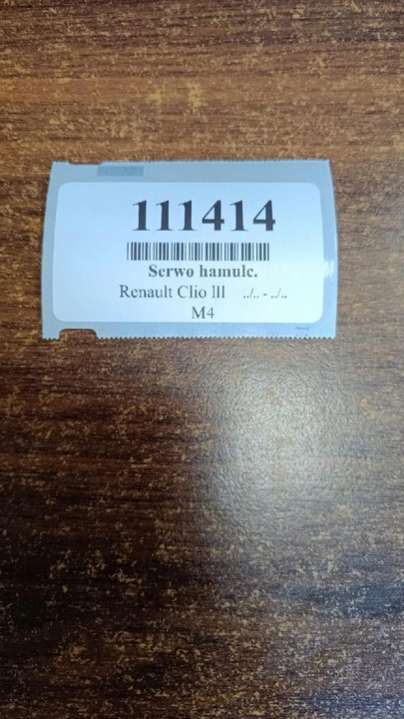 111414
Serwo hamulc.
Renault Clio III ../.. - ../..
M4